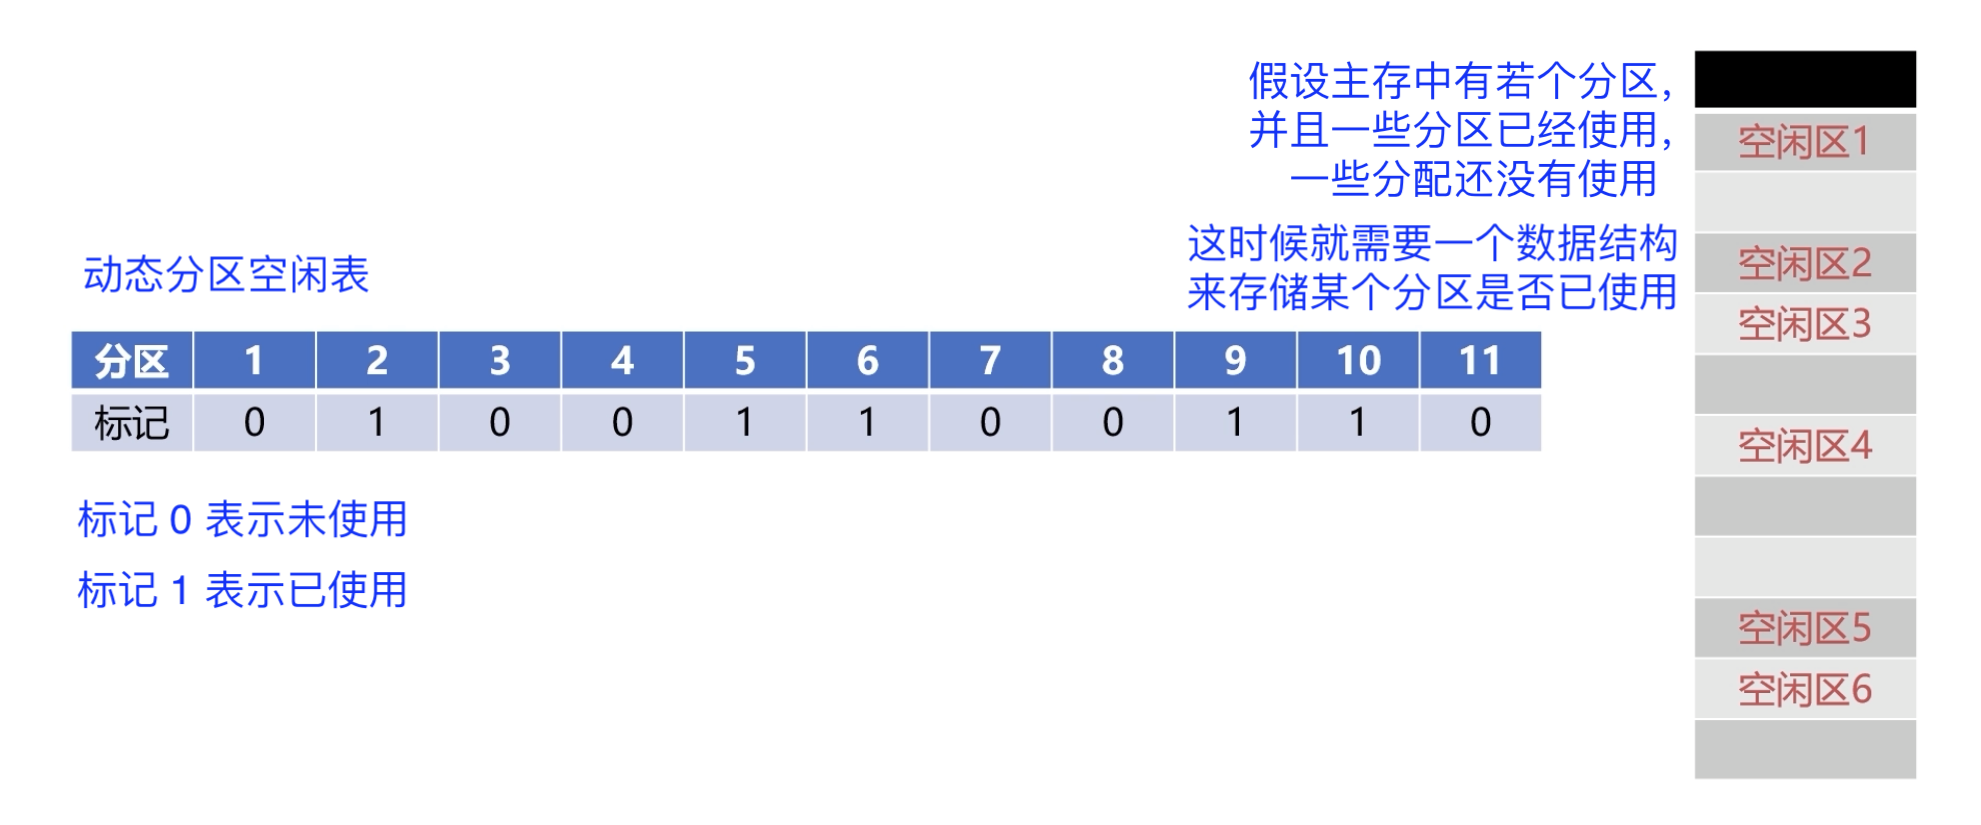 假设主存中有若个分区，
并且一些分区已经使用，
一些分配还没有使用
这时候就需要一个数据结构
来存储某个分区是否已使用
动态分区空闲表
分区 1 2 3 4 5 6 7 8 9 10 11
标记 0 1 0 0 1 1 0 0 1 1 0
标记 0 表示未使用
标记 1 表示已使用
空闲区1
空闲区2
空闲区3
空闲区4
空闲区5
空闲区6